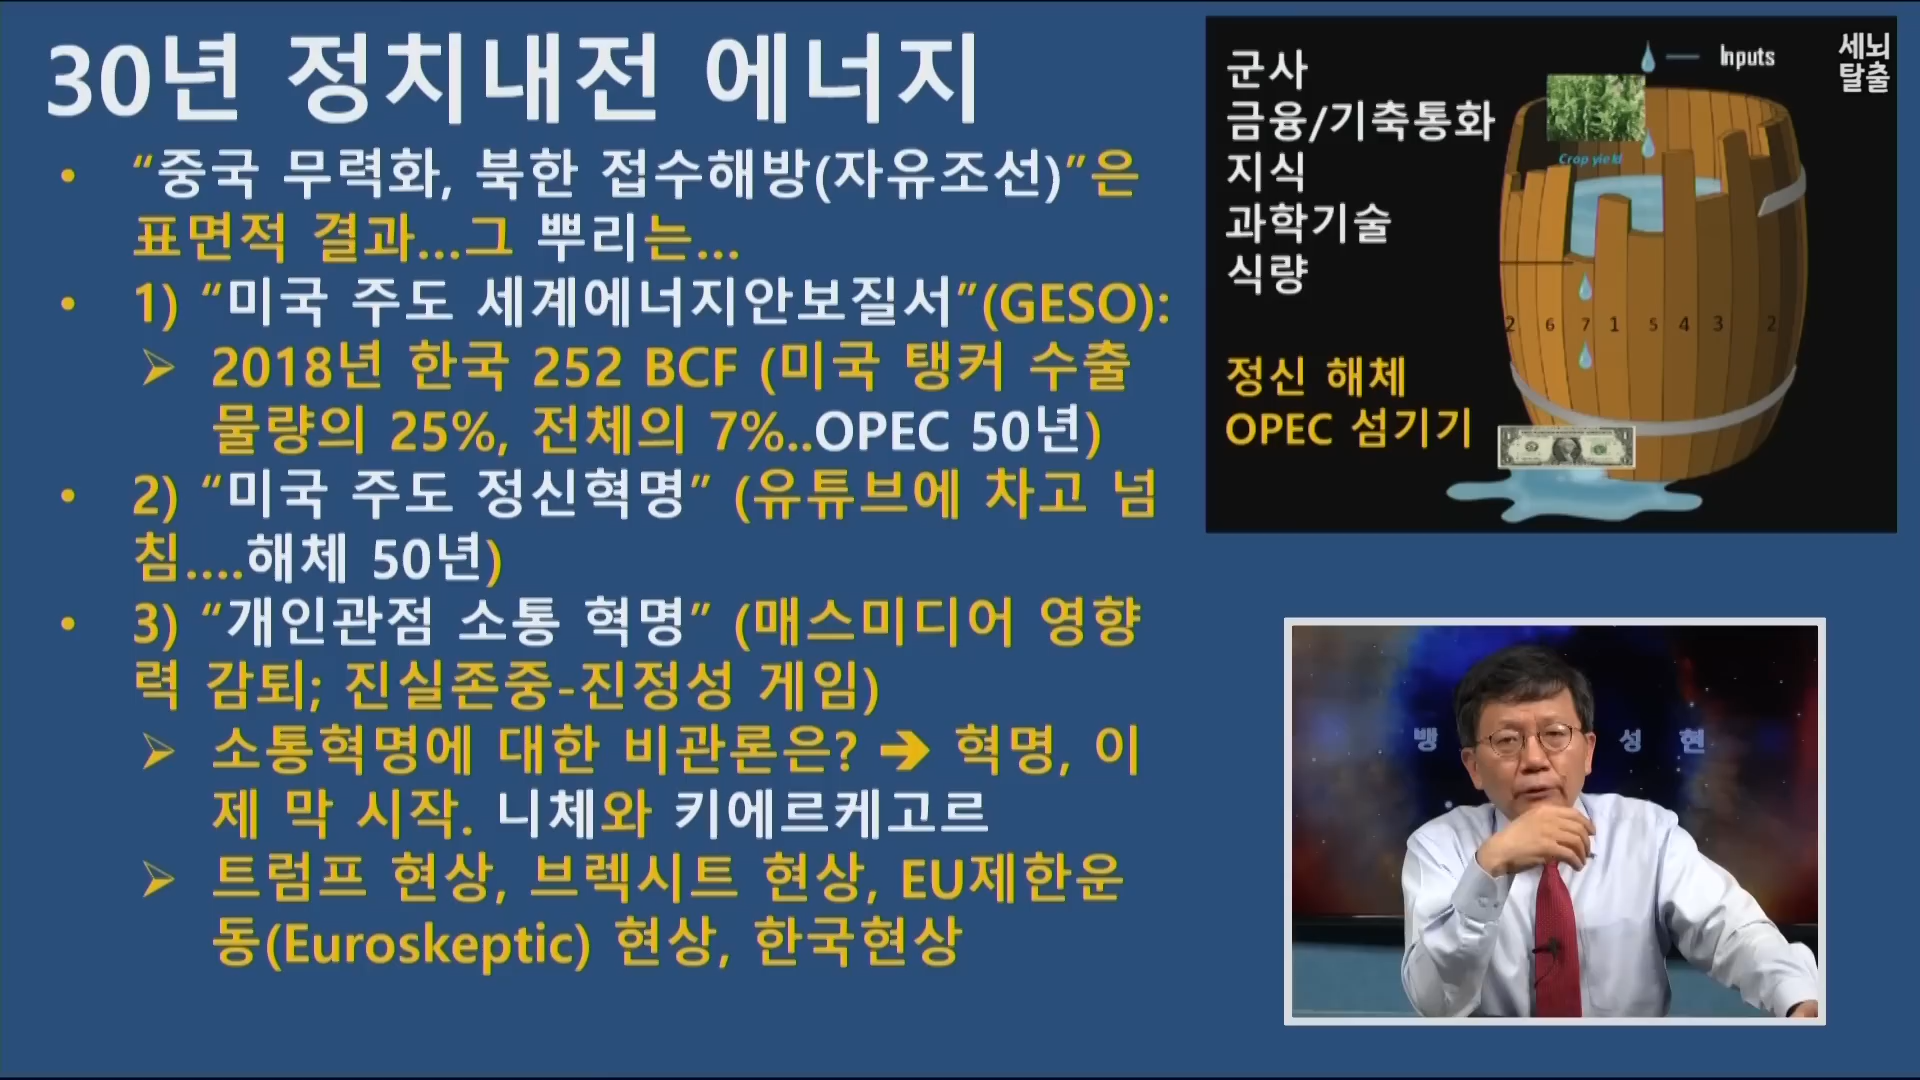 30년 정치내전 에너지
• “중국 무력화, 북한 접수해방(자유조선)”은
표면적 결과...그 뿌리는...
• 1) “미국 주도 세계에너지안보질서”(GESO):
➢ 2018년 한국 252 BCF (미국 탱커 수출
물량의 25%, 전체의 7%..OPEC 50년)
• 2) “미국 주도 정신혁명” (유튜브에 차고 넘
침....해체 50년)
• 3) “개인관점 소통 혁명” (매스미디어 영향
력 감퇴; 진실존중-진정성 게임)
➢ 소통혁명에 대한 비관론은? ➔ 혁명, 이
제 막 시작. 니체와 키에르케고르
➢ 트럼프 현상, 브렉시트 현상, EU제한운
동(Euroskeptic) 현상, 한국현상
군사
금융/기축통화
지식
과학기술
식량
정신 해체
OPEC 섬기기
Inputs
세뇌
탈출
Crop yield
2 6 7 1 5 4 3 2
뱅 성 현